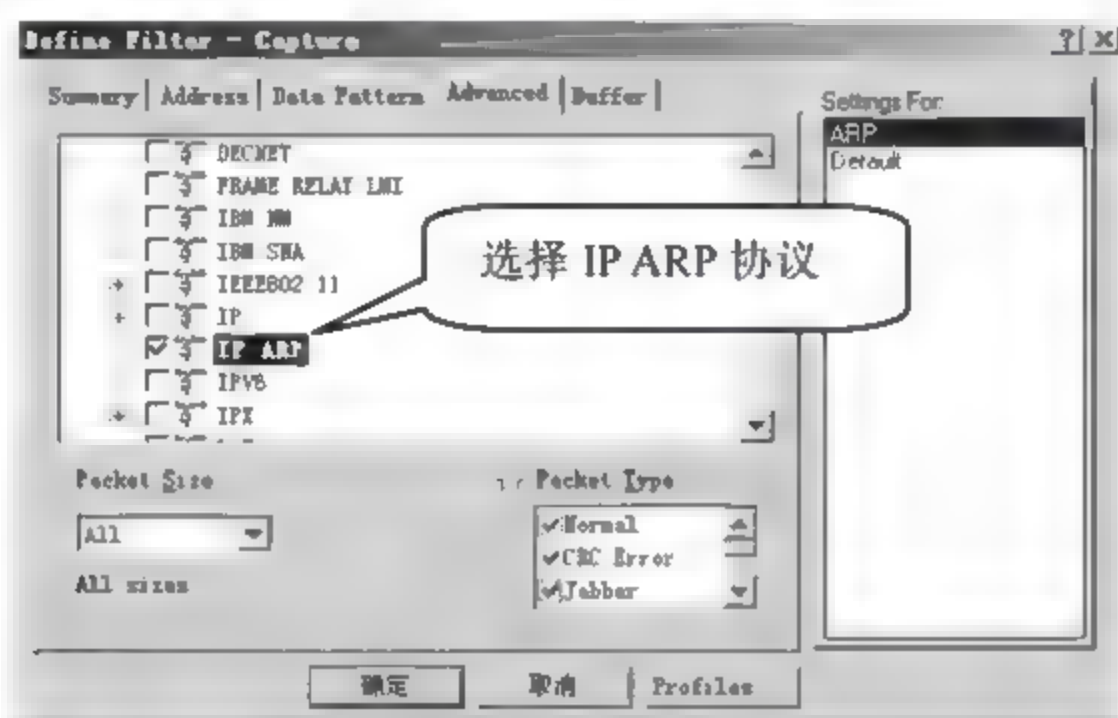 Define Filter - Capture
Summary Address Data Pattern Advanced Buffer
Settings For:
ARP
Default
DECNET
FRAME RELAY LMI
IBM NM
IBM SNA
IEEE802 11
IP
IP ARP
IPV6
IPX
选择 IP ARP 协议
Packet Size
All
All sizes
Packet Type
Normal
CRC Error
Jabber
确定 取消 Profiles